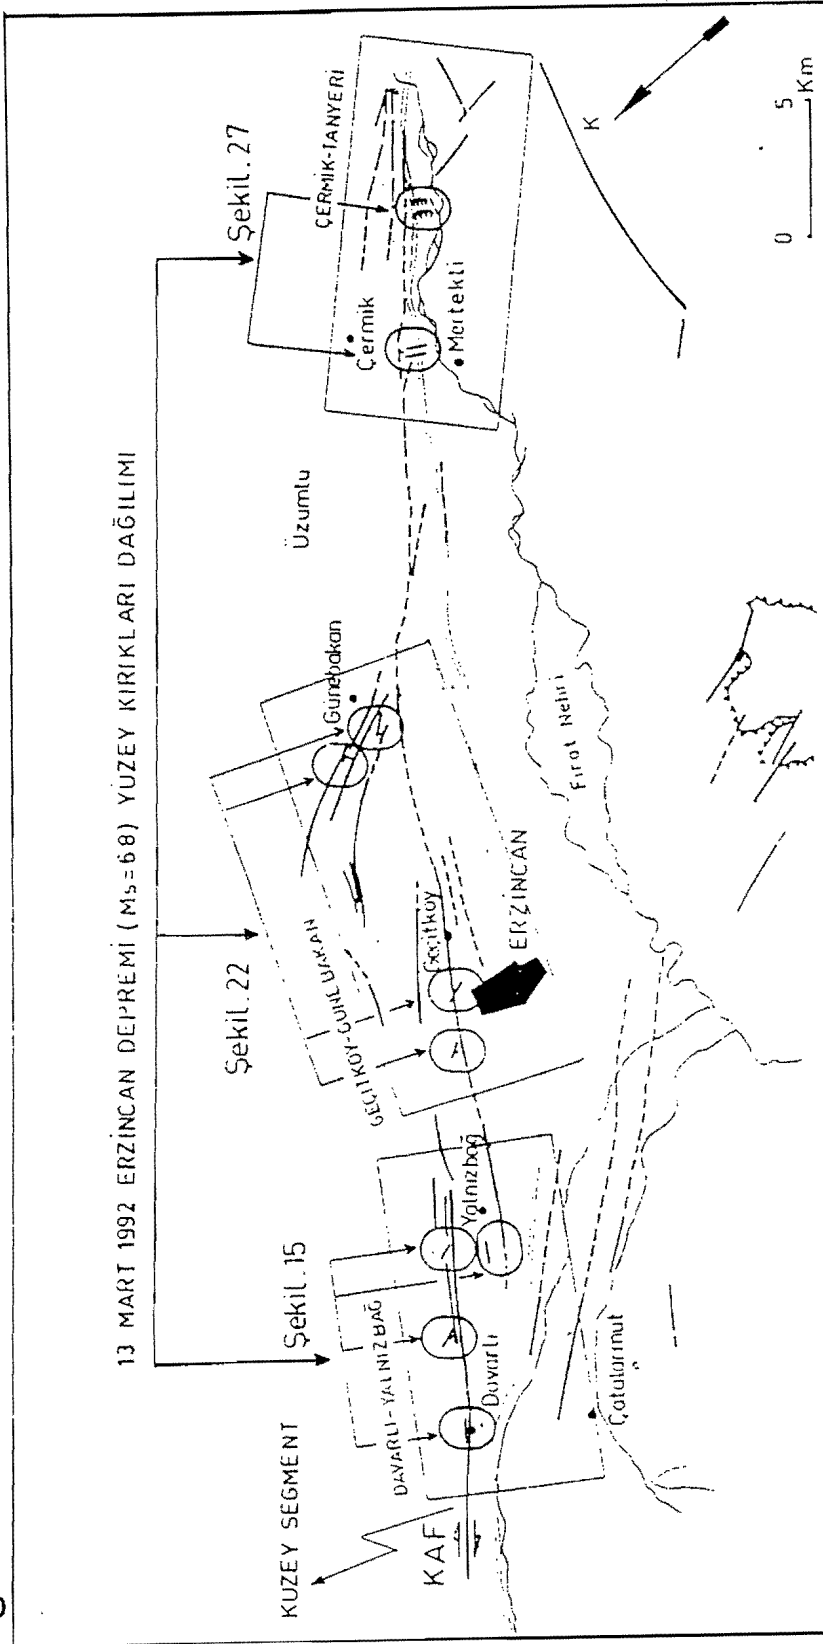 13 MART 1992 ERZİNCAN DEPREMİ (Ms=6.8) YÜZEY KIRIKLARI DAĞILIMI
Şekil.15
Şekil.22
Şekil.27
KUZEY SEGMENT
DAVARLI-YALNIZBAĞ
GEÇİTKÖY-GÜNEBAKAN
ÇERMİK-TANYERİ
KAF
Davarlı
Yalnızbağ
Geçitköy
ERZİNCAN
Günebakan
Üzümlü
Çermik
Mertekli
Çatalarmut
Fırat Nehri
K
0 5
Km